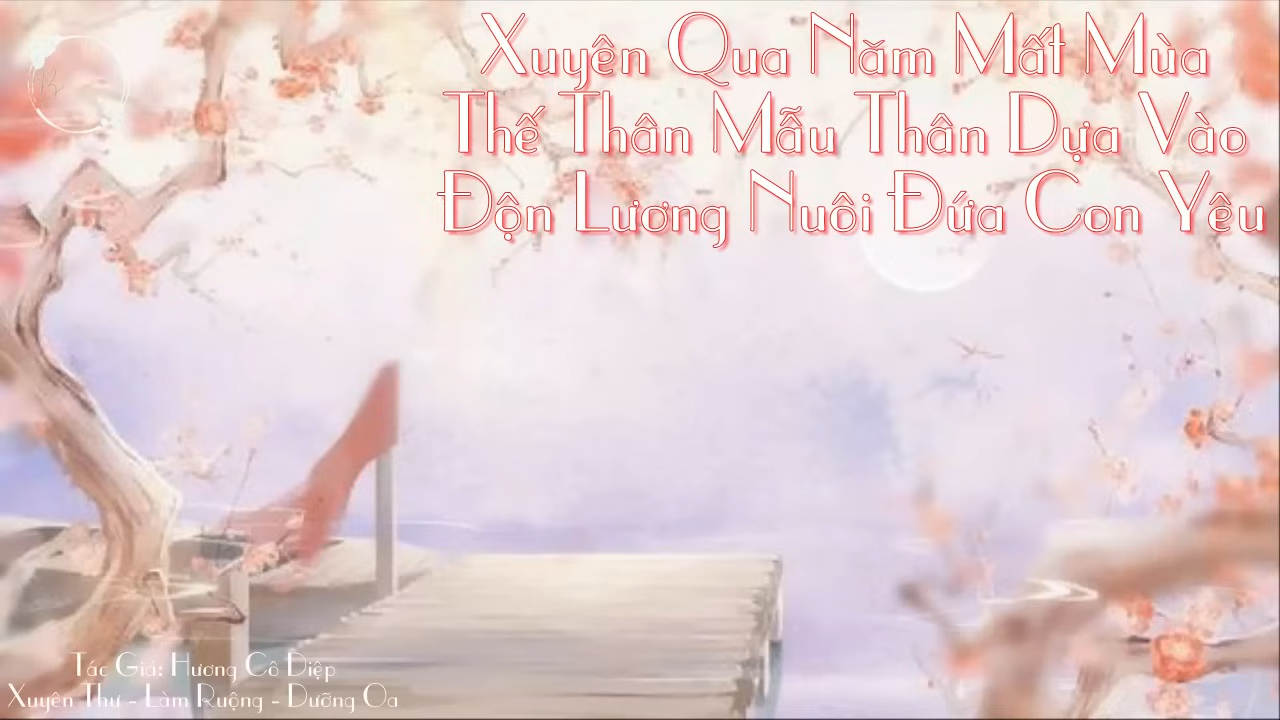 Xuyên Qua Năm Mất Mùa
Thế Thân Mẫu Thân Dựa Vào
Độn Lương Nuôi Đứa Con Yêu
Tác Giả: Hương Cô Diệp
Xuyên Thư - Làm Ruộng - Dưỡng Oa